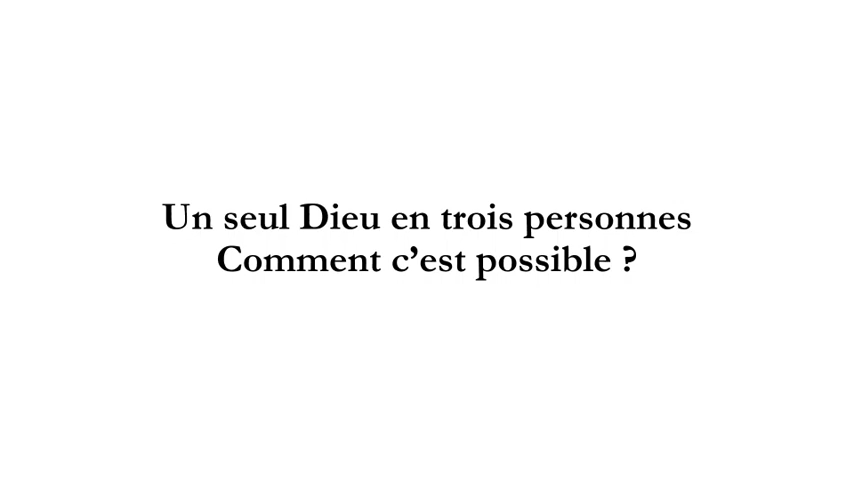 Un seul Dieu en trois personnes
Comment c’est possible ?